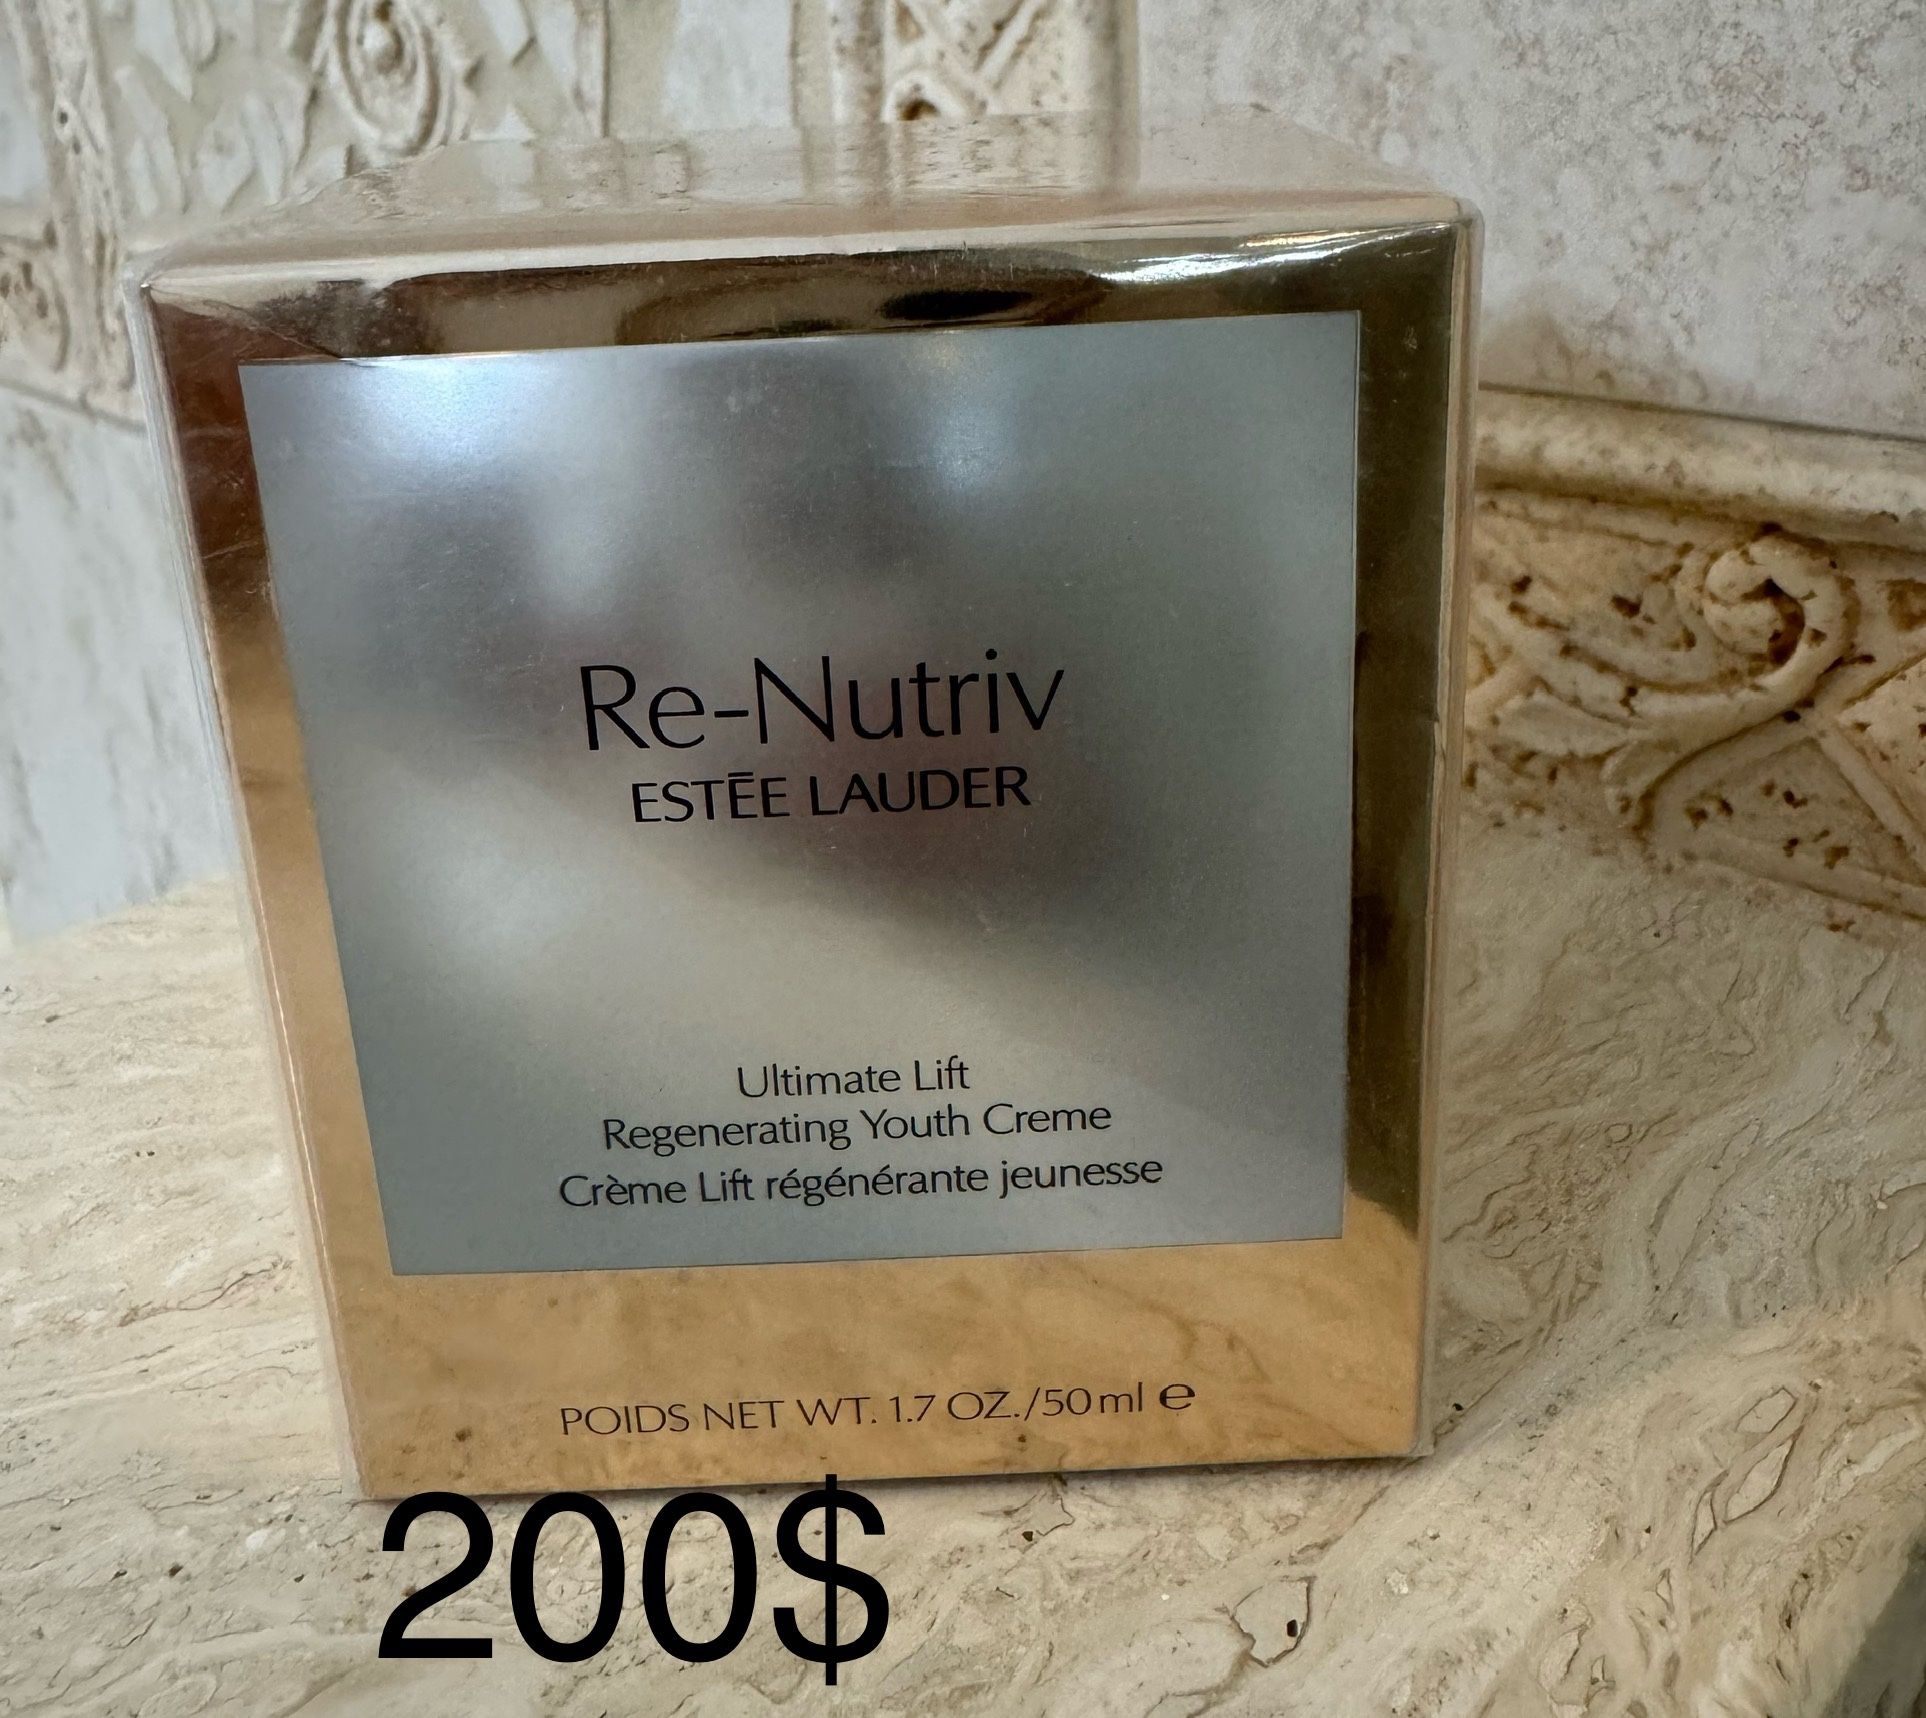 Re-Nutriv
ESTĒE LAUDER
Ultimate Lift
Regenerating Youth Creme
Crème Lift régénérante jeunesse
POIDS NET WT. 1.7 OZ./50 ml ℮
200$